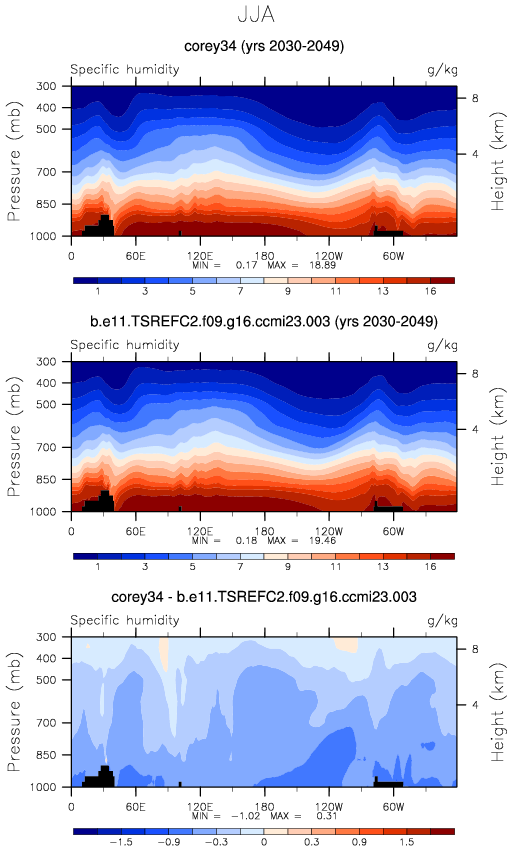 JJA
corey34 (yrs 2030-2049)
Specific humidity g/kg
300
400
500
700
850
1000
Pressure (mb)
8
4
Height (km)
0 60E 120E 180 120W 60W
MIN = 0.17 MAX = 18.89
1 3 5 7 9 11 13 16
b.e11.TSREFC2.f09.g16.ccmi23.003 (yrs 2030-2049)
Specific humidity g/kg
300
400
500
700
850
1000
Pressure (mb)
8
4
Height (km)
0 60E 120E 180 120W 60W
MIN = 0.18 MAX = 19.46
1 3 5 7 9 11 13 16
corey34 - b.e11.TSREFC2.f09.g16.ccmi23.003
Specific humidity g/kg
300
400
500
700
850
1000
Pressure (mb)
8
4
Height (km)
0 60E 120E 180 120W 60W
MIN = -1.02 MAX = 0.31
-1.5 -0.9 -0.3 0 0.3 0.9 1.5